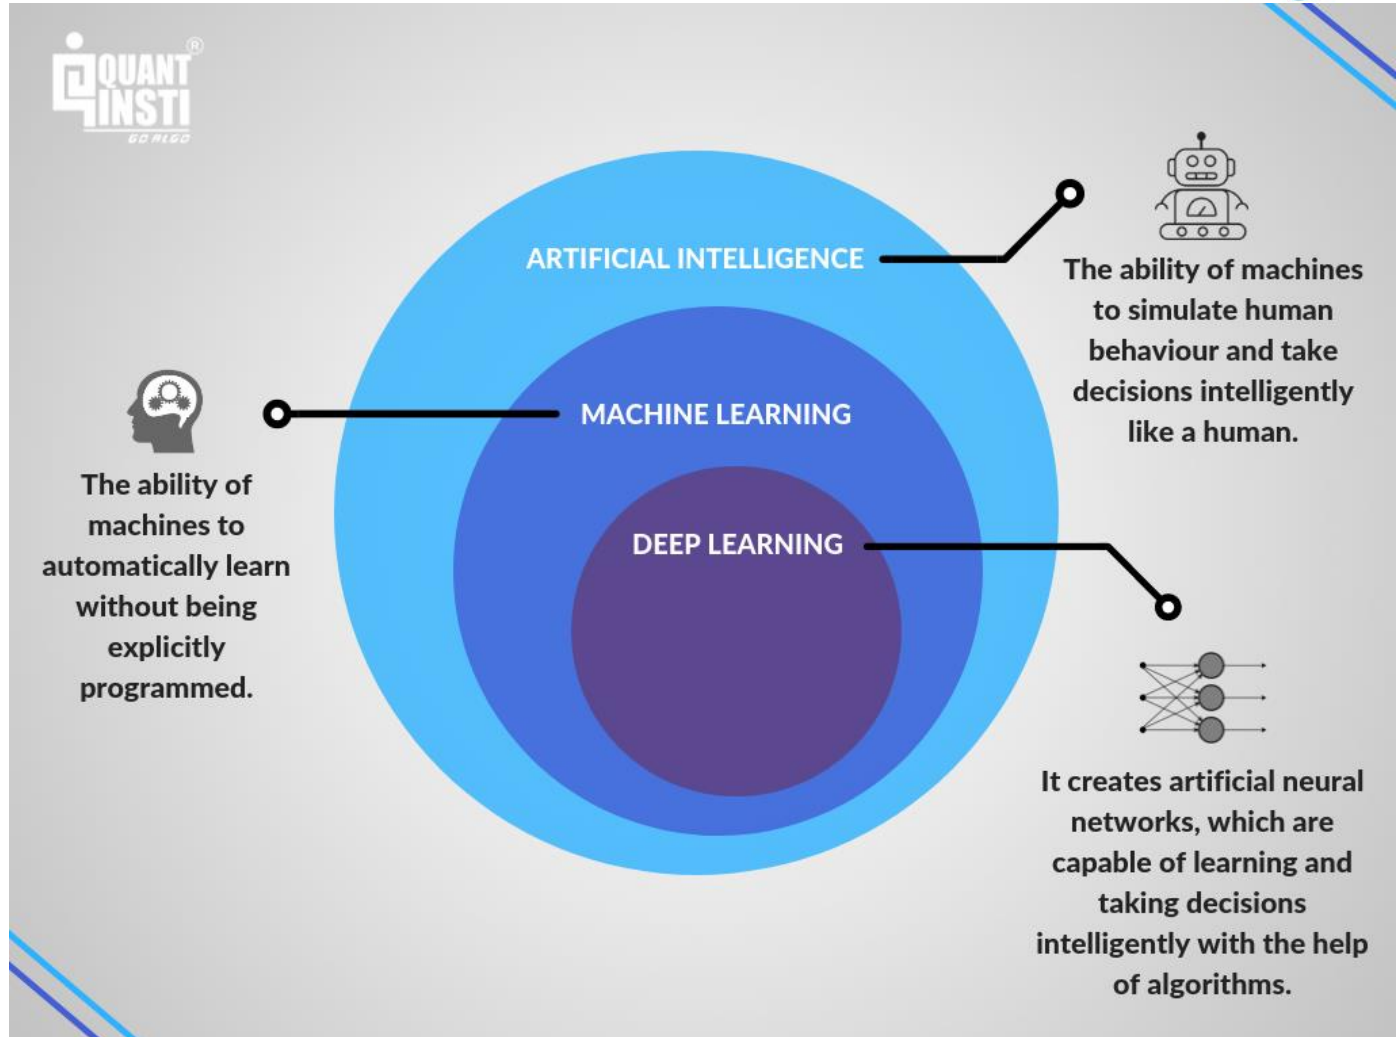 QUANT
INSTI
®
GO ALGO
ARTIFICIAL INTELLIGENCE
The ability of machines
to simulate human
behaviour and take
decisions intelligently
like a human.
MACHINE LEARNING
The ability of
machines to
automatically learn
without being
explicitly
programmed.
DEEP LEARNING
It creates artificial neural
networks, which are
capable of learning and
taking decisions
intelligently with the help
of algorithms.